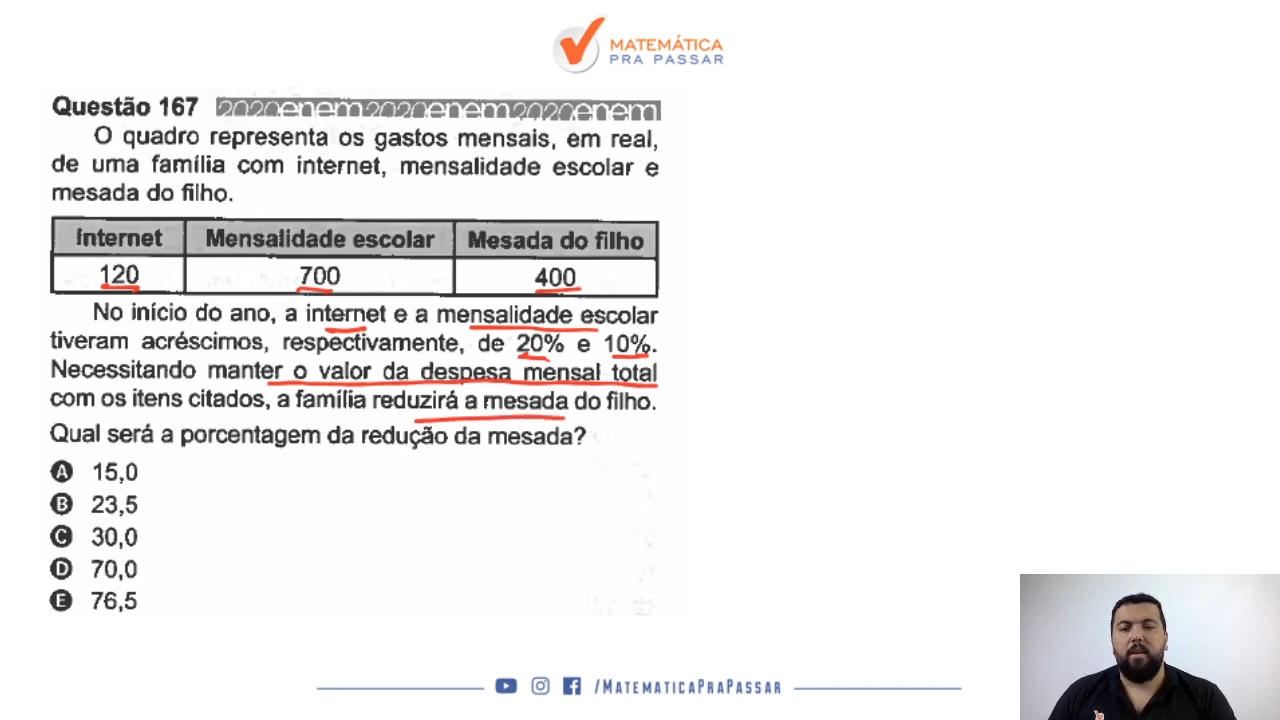 MATEMÁTICA
PRA PASSAR
Questão 167 2020enem2020enem2020enem
O quadro representa os gastos mensais, em real,
de uma família com internet, mensalidade escolar e
mesada do filho.
Internet Mensalidade escolar Mesada do filho
120 700 400
No início do ano, a internet e a mensalidade escolar
tiveram acréscimos, respectivamente, de 20% e 10%.
Necessitando manter o valor da despesa mensal total
com os itens citados, a família reduzirá a mesada do filho.
Qual será a porcentagem da redução da mesada?
A 15,0
B 23,5
C 30,0
D 70,0
E 76,5
/MATEMATICAPRAPASSAR